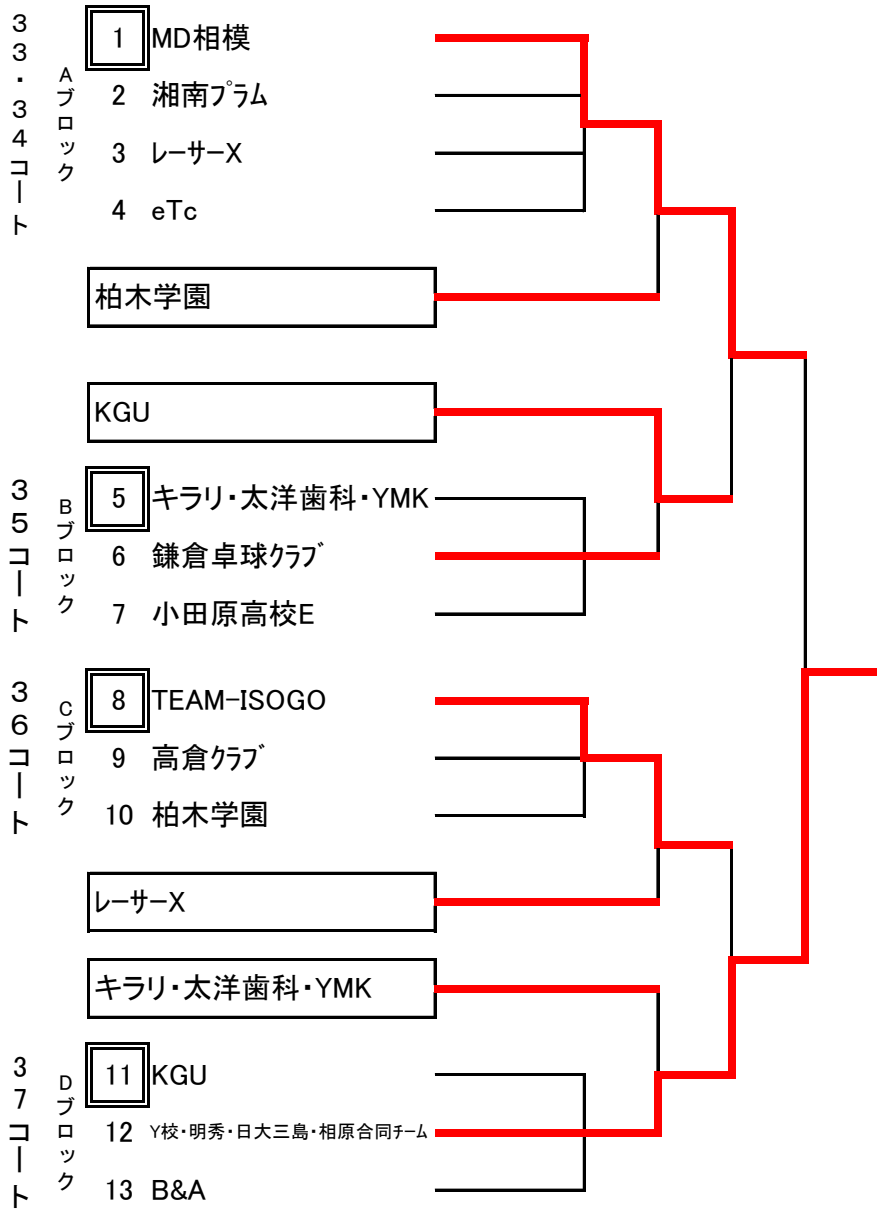 33・34コート
Aブロック
1 MD相模
2 湘南プラム
3 レーサーX
4 eTc
柏木学園
KGU
35コート
Bブロック
5 キラリ・太洋歯科・YMK
6 鎌倉卓球クラブ
7 小田原高校E
36コート
Cブロック
8 TEAM-ISOGO
9 高倉クラブ
10 柏木学園
レーサーX
キラリ・太洋歯科・YMK
37コート
Dブロック
11 KGU
12 Y校・明秀・日大三島・相原合同チーム
13 B&A